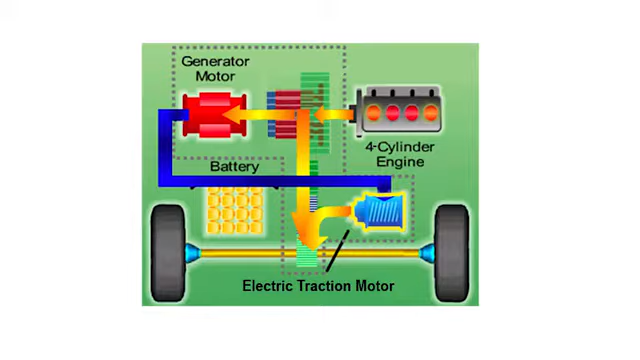 Generator
Motor
4-Cylinder
Engine
Battery
Electric Traction Motor